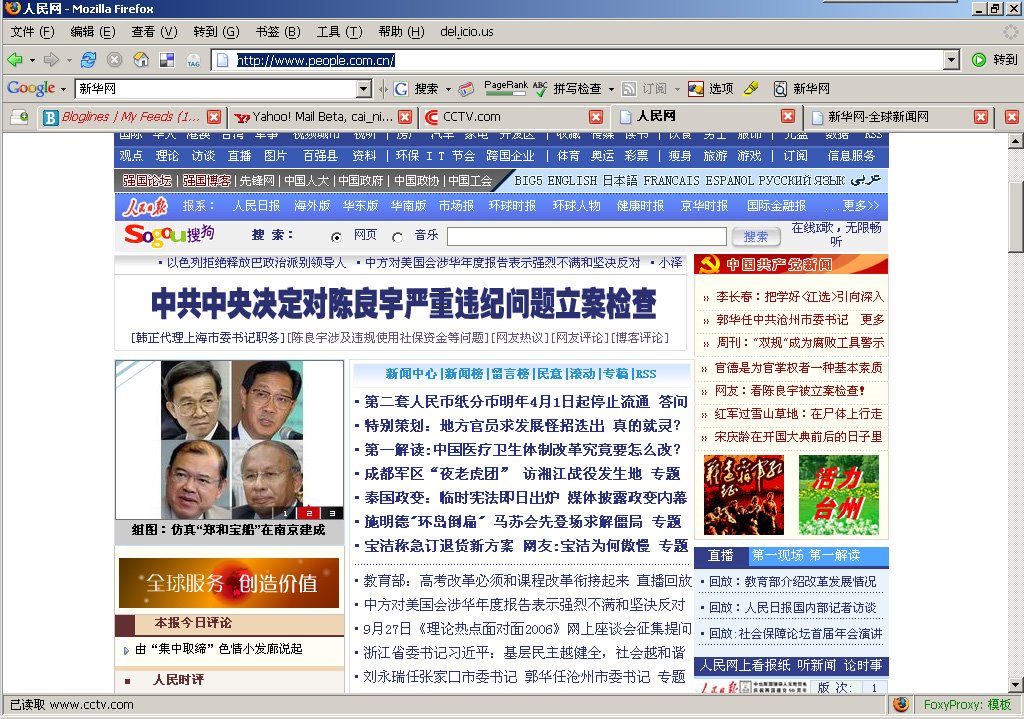 人民网 - Mozilla Firefox
文件 (F) 编辑 (E) 查看 (V) 转到 (G) 书签 (B) 工具 (T) 帮助 (H) del.icio.us
TAG http://www.people.com.cn/ 转到
Google 新华网 G 搜索 PageRank ABC 拼写检查 订阅 选项 新华网
B Bloglines | My Feeds (1... Yahoo! Mail Beta, cai_ni... CCTV.com 人民网 新华网-全球新闻网
观点 理论 访谈 直播 图片 百强县 资料 | 环保 I T 节会 跨国企业 | 体育 奥运 彩票 | 瘦身 旅游 游戏 | 订阅 信息服务
强国论坛|强国博客|先锋网|中国人大|中国政府|中国政协|中国工会 BIG5 ENGLISH 日本語 FRANCAIS ESPANOL РУССКИЙ ЯЗЫК عربي
人民日报 报系: 人民日报 海外版 华东版 华南版 市场报 环球时报 环球人物 健康时报 京华时报 国际金融报 ...更多>>
Sogou搜狗 搜 索: 网页 音乐 搜索 在线K歌,无限畅听
·以色列拒绝释放巴政治派别领导人 ·中方对美国会涉华年度报告表示强烈不满和坚决反对 ·小泽
中共中央决定对陈良宇严重违纪问题立案检查
[韩正代理上海市委书记职务][陈良宇涉及违规使用社保资金等问题][网友热议][网友评论][博客评论]
1 2 3
组图:仿真“郑和宝船”在南京建成
全球服务 创造价值
本报今日评论
由“集中取缔”色情小发廊说起
人民时评
新闻中心|新闻榜|留言榜|民意|滚动|专稿|RSS
·第二套人民币纸分币明年4月1日起停止流通 答问
·特别策划:地方官员求发展怪招迭出 真的就灵?
·第一解读:中国医疗卫生体制改革究竟要怎么改?
·成都军区“夜老虎团” 访湘江战役发生地 专题
·泰国政变:临时宪法即日出炉 媒体披露政变内幕
·施明德"环岛倒扁" 马苏会先登场求解僵局 专题
·宝洁称急订退货新方案 网友:宝洁为何傲慢 专题
·教育部:高考改革必须和课程改革衔接起来 直播回放
·中方对美国会涉华年度报告表示强烈不满和坚决反对
·9月27日《理论热点面对面2006》网上座谈会征集提问
·浙江省委书记习近平:基层民主越健全,社会越和谐
·刘永瑞任张家口市委书记 郭华任沧州市委书记 专题
中国共产党新闻
» 李长春:把学好<江选>引向深入
» 郭华任中共沧州市委书记 更多
» 周刊:“双规”成为腐败工具警示
» 官德是为官掌权者一种基本素质
» 网友:看陈良宇被立案检查!
» 红军过雪山草地:在尸体上行走
» 宋庆龄在开国大典前后的日子里
活力台州
直播 第一现场 第一解读
·回放:教育部介绍改革发展情况
·回放:人民日报国内部记者访谈
·回放:社会保障论坛首届年会演讲
人民网上看报纸 听新闻 论时事
版 次: 1
已读取 www.cctv.com FoxyProxy: 模板